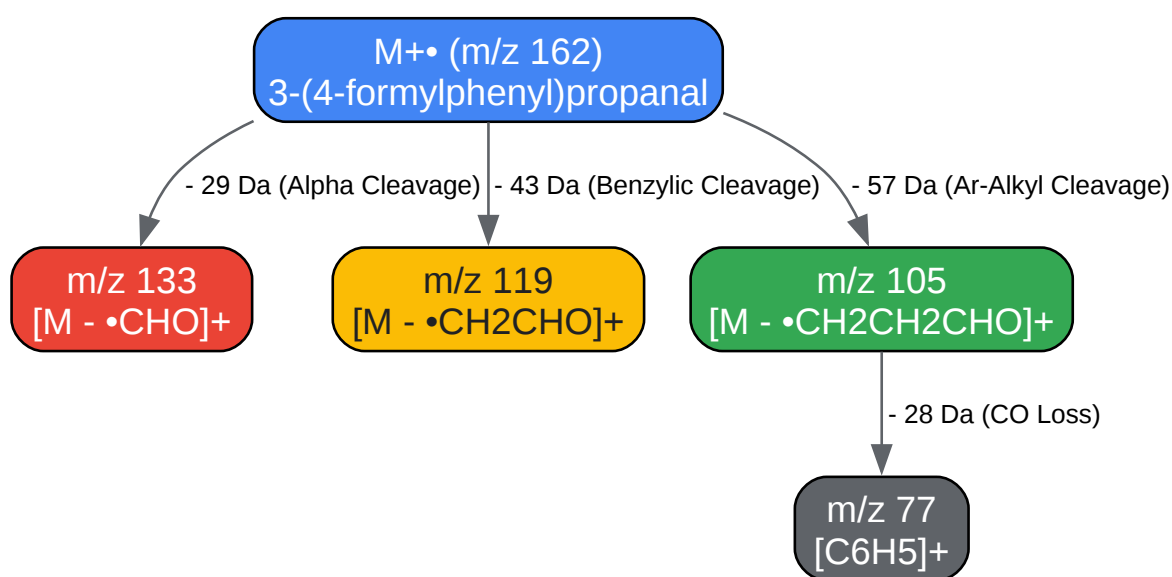 M+• (m/z 162)
3-(4-formylphenyl)propanal
- 29 Da (Alpha Cleavage)
- 43 Da (Benzylic Cleavage)
- 57 Da (Ar-Alkyl Cleavage)
m/z 133
[M - •CHO]+
m/z 119
[M - •CH2CHO]+
m/z 105
[M - •CH2CH2CHO]+
- 28 Da (CO Loss)
m/z 77
[C6H5]+